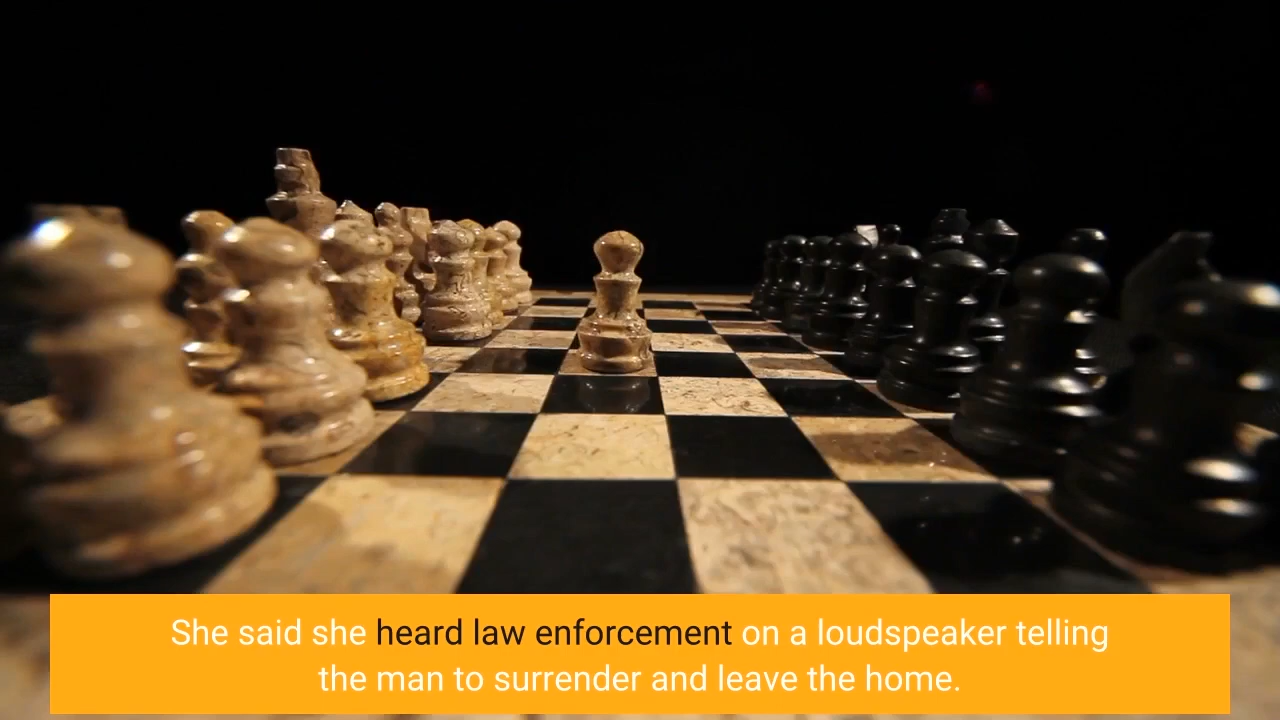 She said she heard law enforcement on a loudspeaker telling
the man to surrender and leave the home.